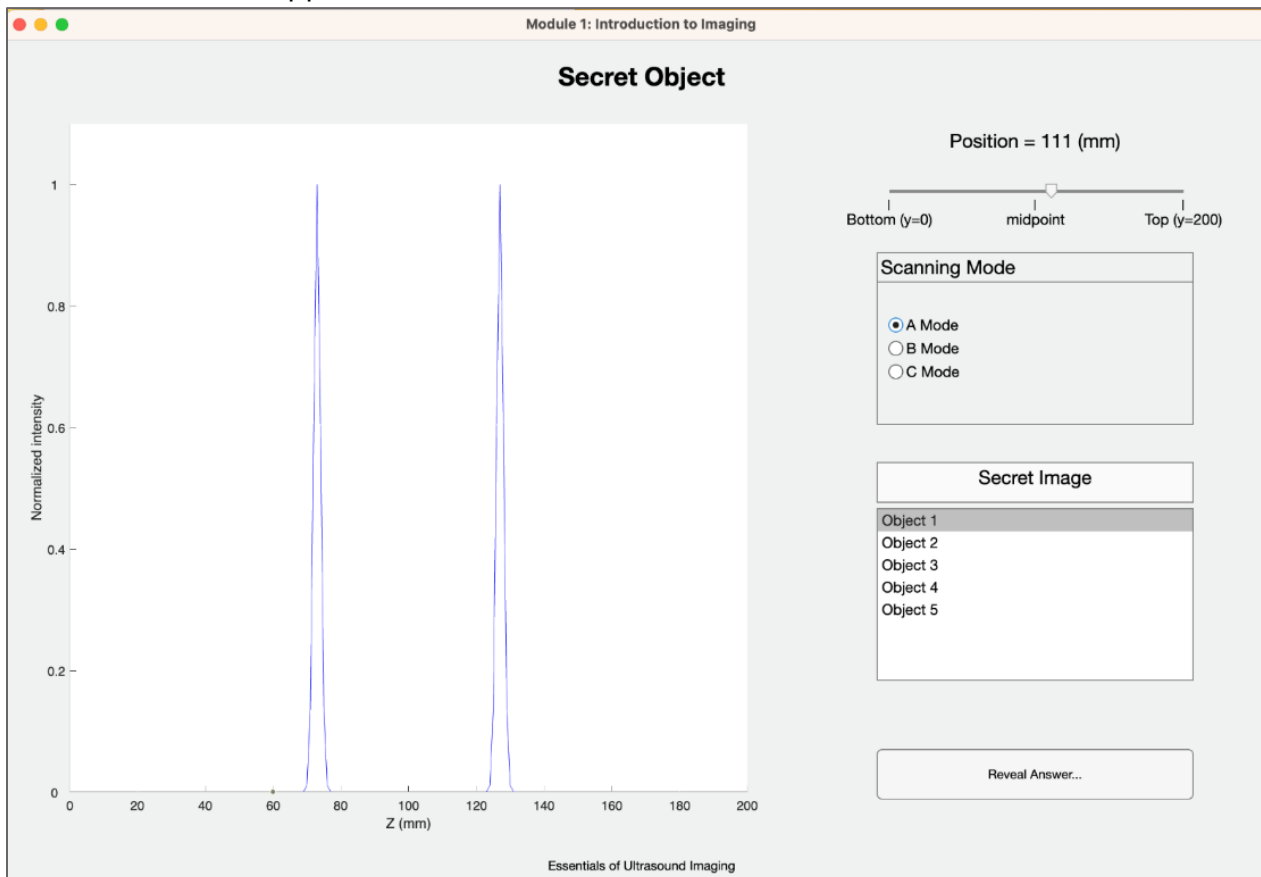 Module 1: Introduction to Imaging
Secret Object
Position = 111 (mm)
Bottom (y=0) midpoint Top (y=200)
Scanning Mode
A Mode
B Mode
C Mode
Secret Image
Object 1
Object 2
Object 3
Object 4
Object 5
Reveal Answer...
Normalized intensity
1
0.8
0.6
0.4
0.2
0
0 20 40 60 80 100 120 140 160 180 200
Z (mm)
Essentials of Ultrasound Imaging